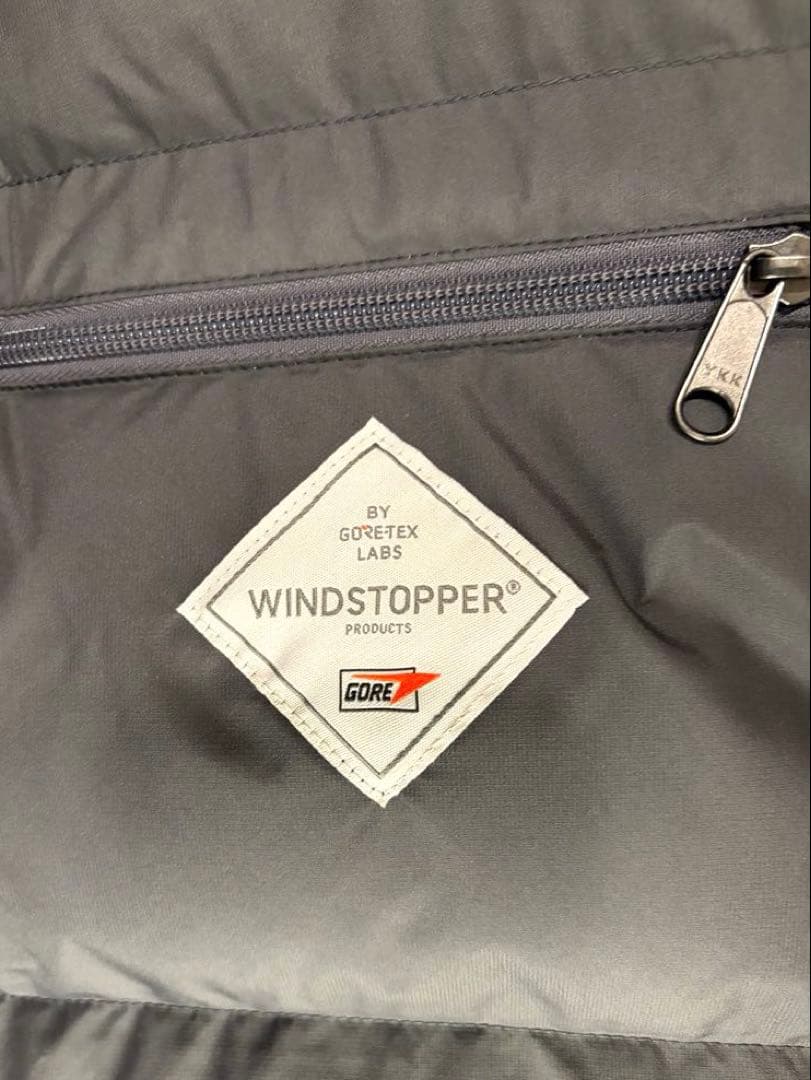 YKK
BY
GORE-TEX
LABS
WINDSTOPPER®
PRODUCTS
GORE